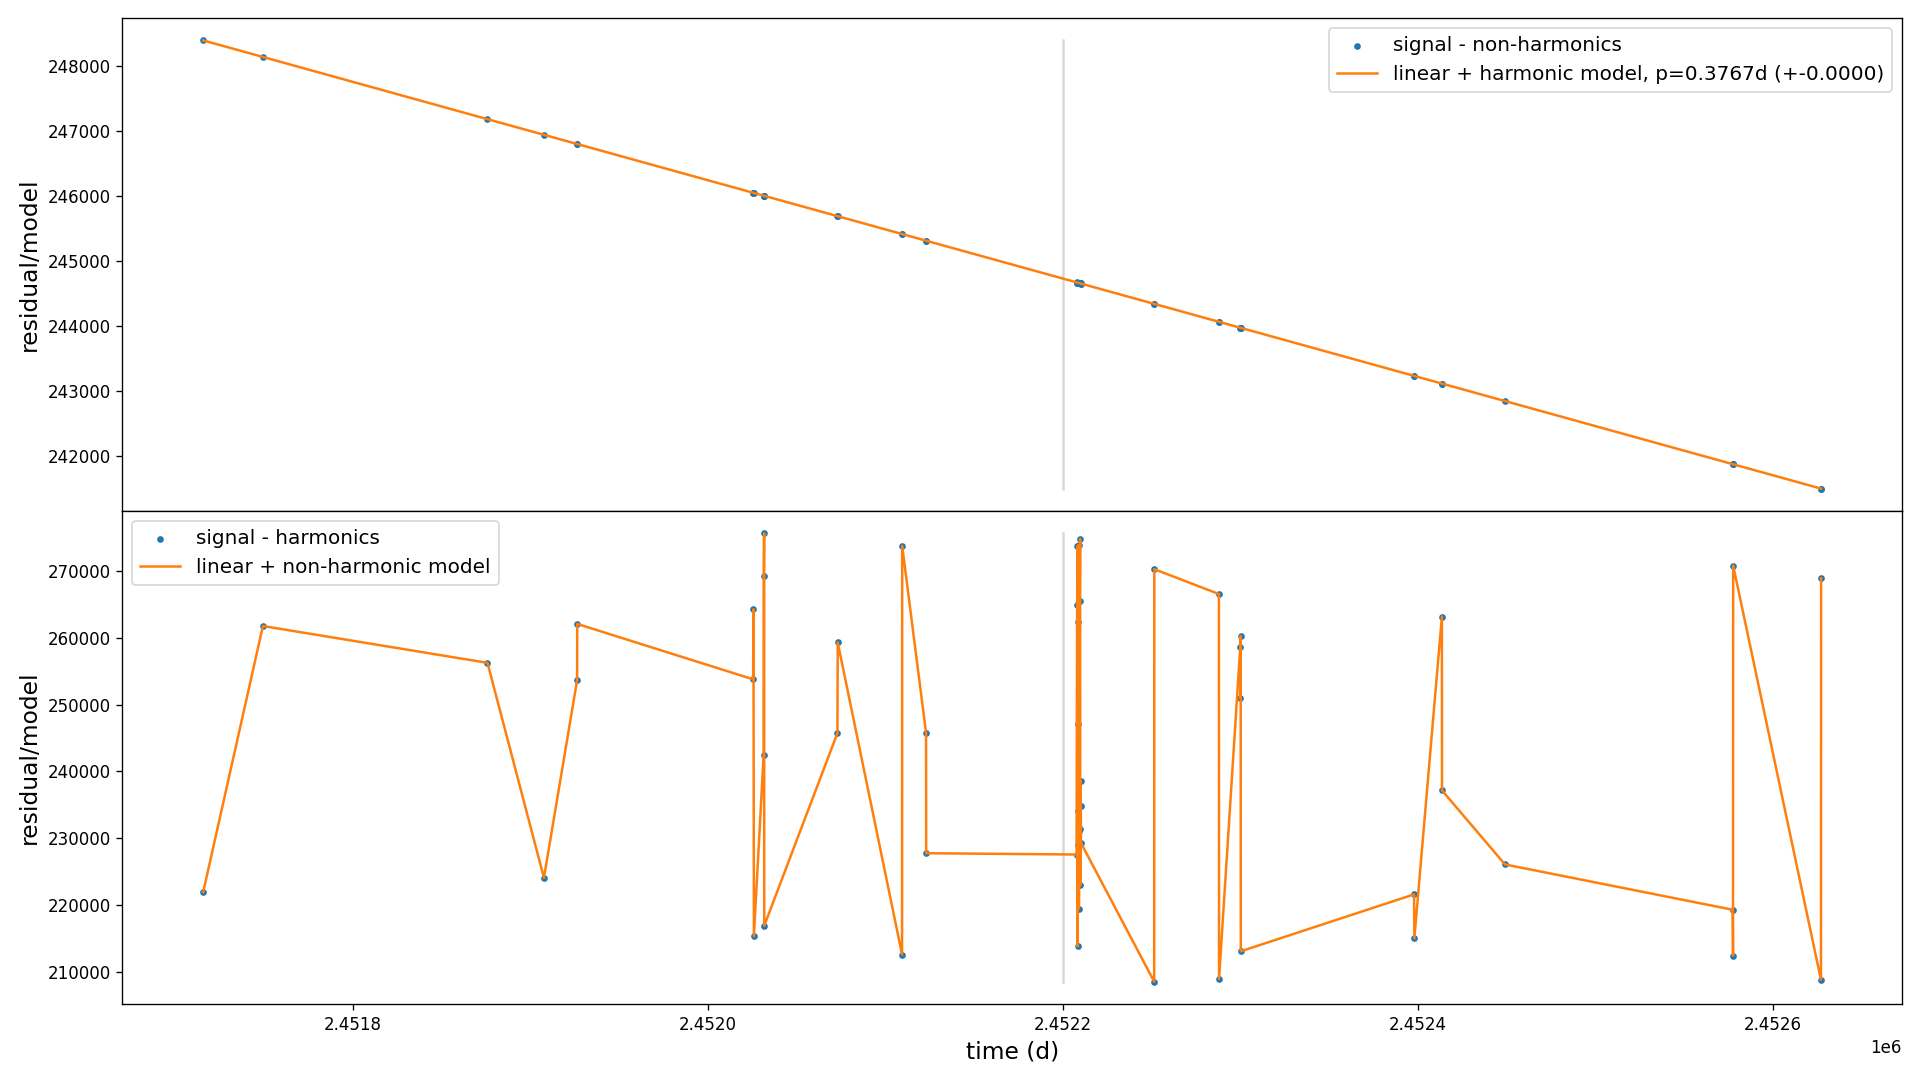 248000
247000
246000
245000
244000
243000
242000
residual/model
signal - non-harmonics
linear + harmonic model, p=0.3767d (+-0.0000)
270000
260000
250000
240000
230000
220000
210000
residual/model
signal - harmonics
linear + non-harmonic model
2.4518
2.4520
2.4522
2.4524
2.4526
1e6
time (d)